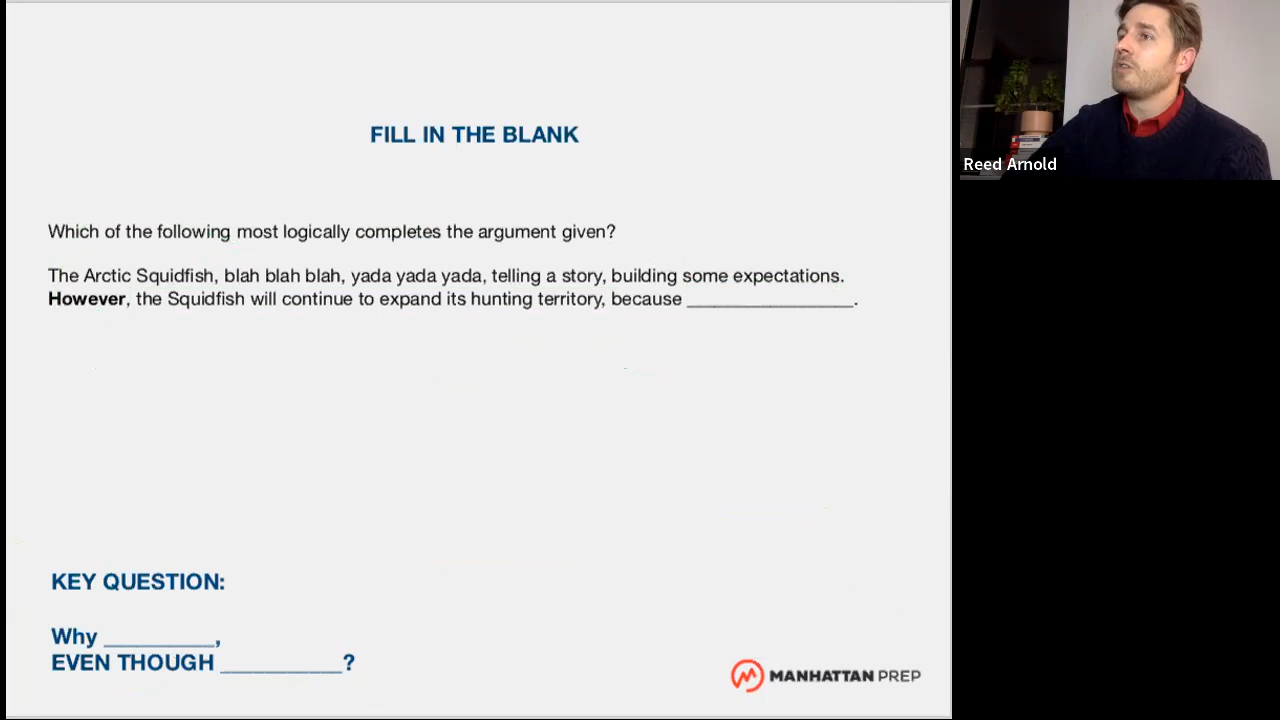 FILL IN THE BLANK
Which of the following most logically completes the argument given?
The Arctic Squidfish, blah blah blah, yada yada yada, telling a story, building some expectations.
However, the Squidfish will continue to expand its hunting territory, because _________________.
KEY QUESTION:
Why __________,
EVEN THOUGH ___________?
MANHATTAN PREP
Reed Arnold